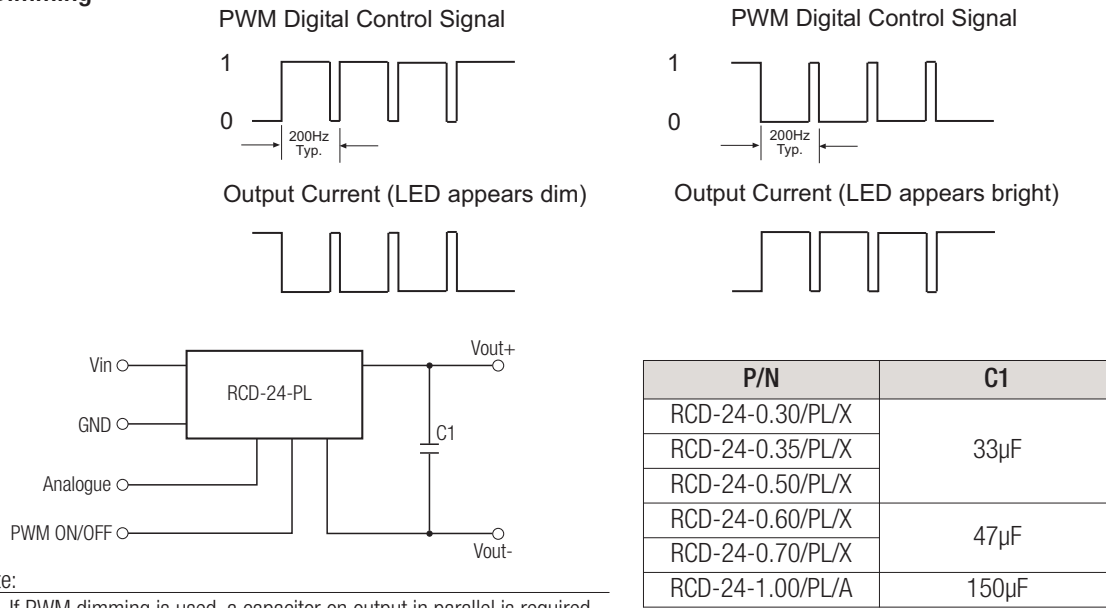 PWM Digital Control Signal
1
0
200Hz
Typ.
Output Current (LED appears dim)
PWM Digital Control Signal
1
0
200Hz
Typ.
Output Current (LED appears bright)
Vin
GND
Analogue
PWM ON/OFF
RCD-24-PL
Vout+
C1
Vout-
P/N C1
RCD-24-0.30/PL/X
RCD-24-0.35/PL/X 33µF
RCD-24-0.50/PL/X
RCD-24-0.60/PL/X 47µF
RCD-24-0.70/PL/X
RCD-24-1.00/PL/A 150µF
If PWM dimming is used, a capacitor on output in parallel is required